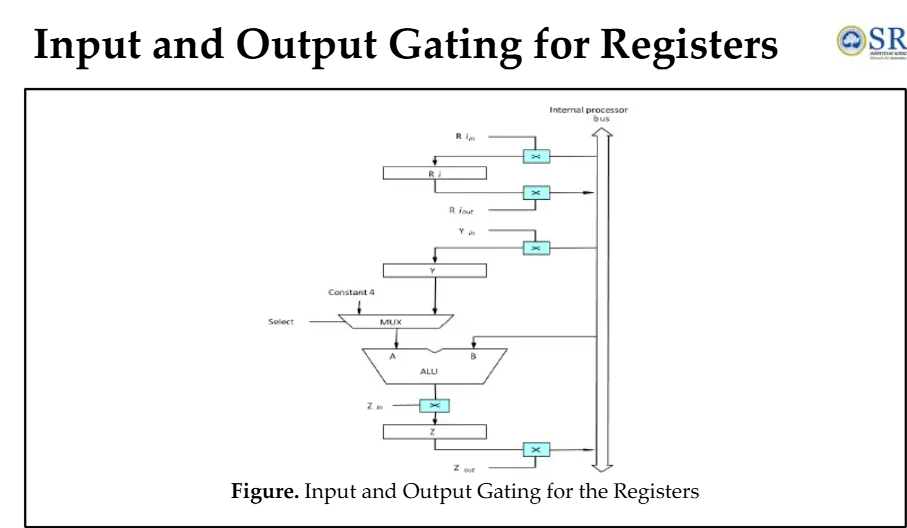 Input and Output Gating for Registers
SR
Internal processor
bus
R i in
R i
R i out
Y in
Y
Constant 4
Select
MUX
A
B
ALU
Z in
Z
Z out
Figure. Input and Output Gating for the Registers